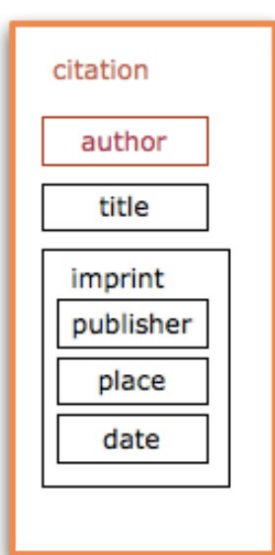 citation
author
title
imprint
publisher
place
date